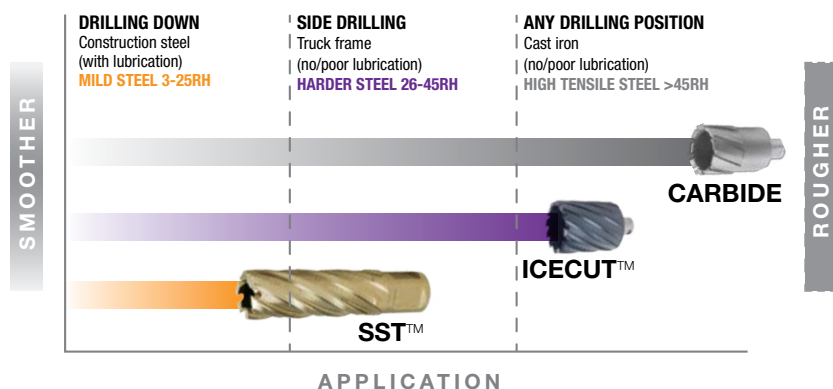 DRILLING DOWN
Construction steel
(with lubrication)
MILD STEEL 3-25RH
SIDE DRILLING
Truck frame
(no/poor lubrication)
HARDER STEEL 26-45RH
ANY DRILLING POSITION
Cast iron
(no/poor lubrication)
HIGH TENSILE STEEL >45RH
SMOOTHER
ROUGHER
CARBIDE
ICECUT™
SST™
APPLICATION